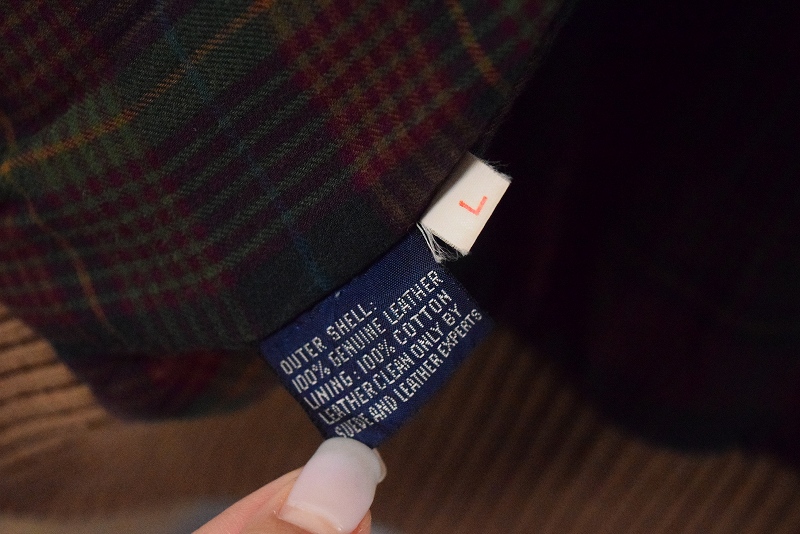 L
OUTER SHELL:
100% GENUINE LEATHER
LINING: 100% COTTON
LEATHER CLEAN ONLY BY
SUEDE AND LEATHER EXPERTS